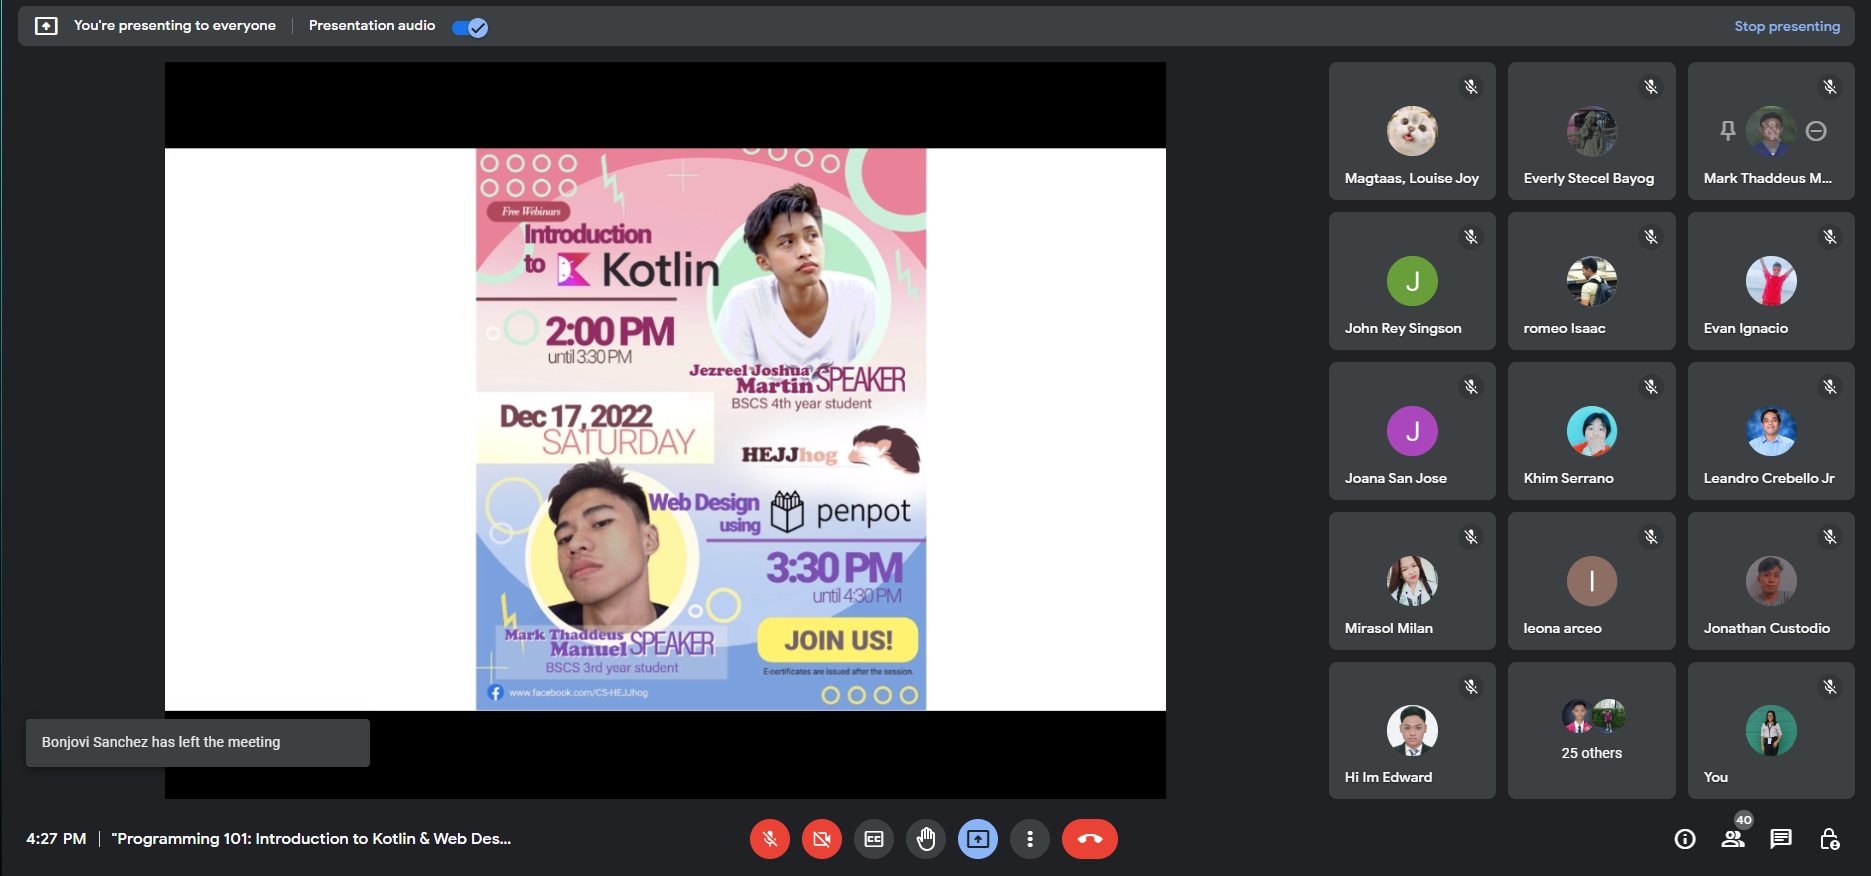 You're presenting to everyone
Presentation audio
Stop presenting
Free Webinars
Introduction
to Kotlin
2:00 PM
until 3:30 PM
Jezreel Joshua
Martin SPEAKER
BSCS 4th year student
Dec 17, 2022
SATURDAY
HEJJhog
Web Design
using penpot
3:30 PM
until 4:30 PM
Mark Thaddeus
Manuel SPEAKER
BSCS 3rd year student
JOIN US!
E-certificates are issued after the session.
www.facebook.com/CS-HEJJhog
Magtaas, Louise Joy
Everly Stecel Bayog
Mark Thaddeus M...
J
John Rey Singson
romeo Isaac
Evan Ignacio
J
Joana San Jose
Khim Serrano
Leandro Crebello Jr
Mirasol Milan
l
leona arceo
Jonathan Custodio
Hi Im Edward
25 others
You
Bonjovi Sanchez has left the meeting
4:27 PM | "Programming 101: Introduction to Kotlin & Web Des...
CC
40